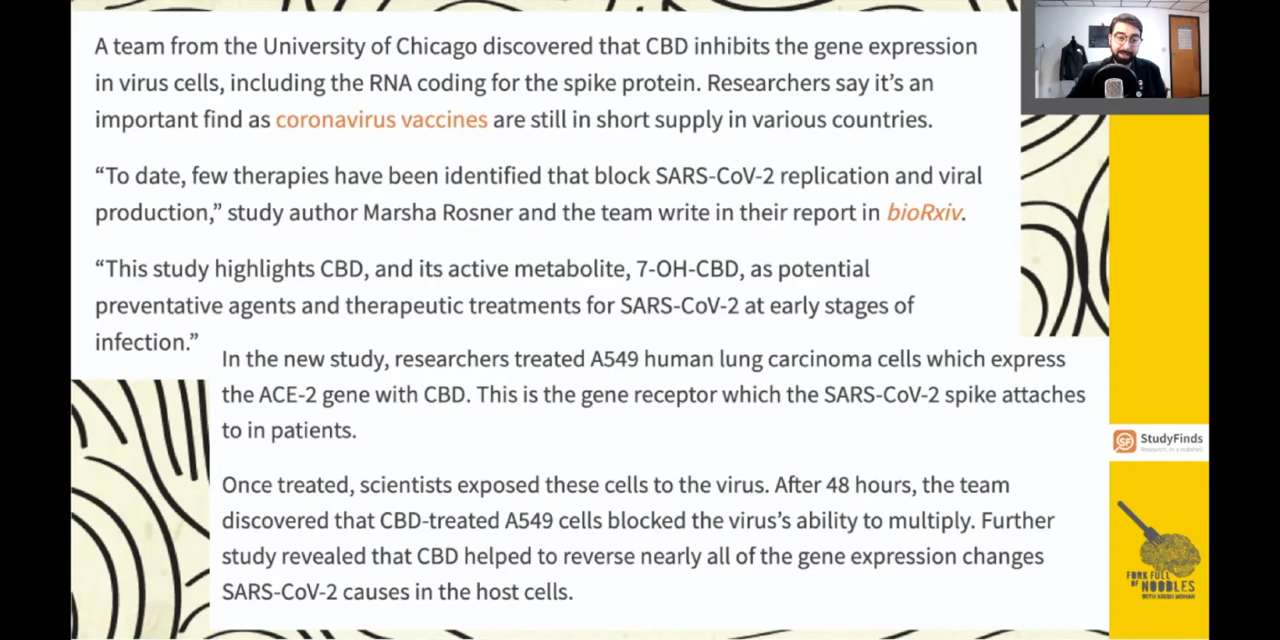 A team from the University of Chicago discovered that CBD inhibits the gene expression
in virus cells, including the RNA coding for the spike protein. Researchers say it’s an
important find as coronavirus vaccines are still in short supply in various countries.
“To date, few therapies have been identified that block SARS-CoV-2 replication and viral
production,” study author Marsha Rosner and the team write in their report in bioRxiv.
“This study highlights CBD, and its active metabolite, 7-OH-CBD, as potential
preventative agents and therapeutic treatments for SARS-CoV-2 at early stages of
infection.”
In the new study, researchers treated A549 human lung carcinoma cells which express
the ACE-2 gene with CBD. This is the gene receptor which the SARS-CoV-2 spike attaches
to in patients.
Once treated, scientists exposed these cells to the virus. After 48 hours, the team
discovered that CBD-treated A549 cells blocked the virus’s ability to multiply. Further
study revealed that CBD helped to reverse nearly all of the gene expression changes
SARS-CoV-2 causes in the host cells.
SF
StudyFinds
Research, in a nutshell.
FORK FULL
OF NOODLES
WITH KRISH MOHAN